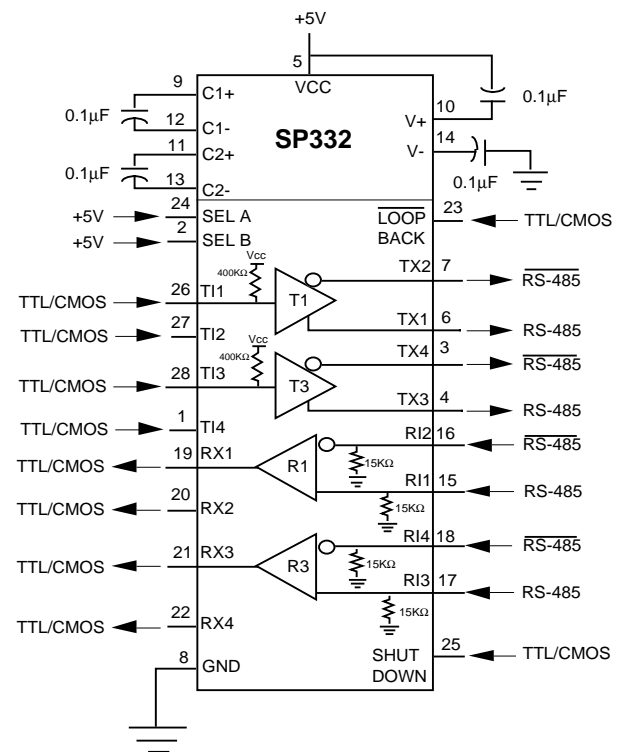 +5V
5
VCC
9
C1+
0.1µF
12
C1-
11
C2+
0.1µF
13
C2-
SP332
10
V+
0.1µF
14
V-
0.1µF
24
+5V
SEL A
2
+5V
SEL B
LOOP
BACK
23
TTL/CMOS
Vcc
400KΩ
TX2
7
RS-485
TTL/CMOS
26
TI1
T1
TX1
6
RS-485
TTL/CMOS
27
TI2
Vcc
400KΩ
TX4
3
RS-485
TTL/CMOS
28
TI3
T3
TX3
4
RS-485
TTL/CMOS
1
TI4
RI2
16
RS-485
15KΩ
TTL/CMOS
19
RX1
R1
RI1
15
RS-485
15KΩ
TTL/CMOS
20
RX2
RI4
18
RS-485
15KΩ
TTL/CMOS
21
RX3
R3
RI3
17
RS-485
15KΩ
TTL/CMOS
22
RX4
8
GND
SHUT
DOWN
25
TTL/CMOS